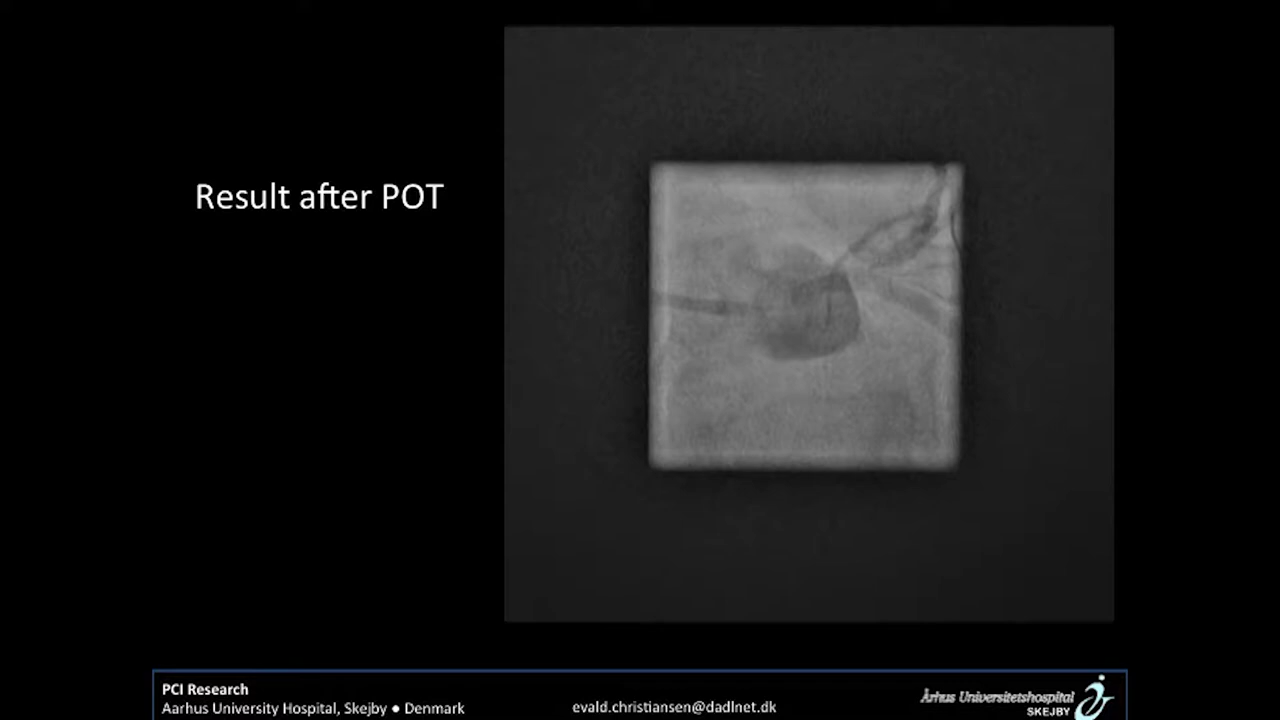 Result after POT
PCI Research
Aarhus University Hospital, Skejby ● Denmark
evald.christiansen@dadlnet.dk
Århus Universitetshospital
SKEJBY